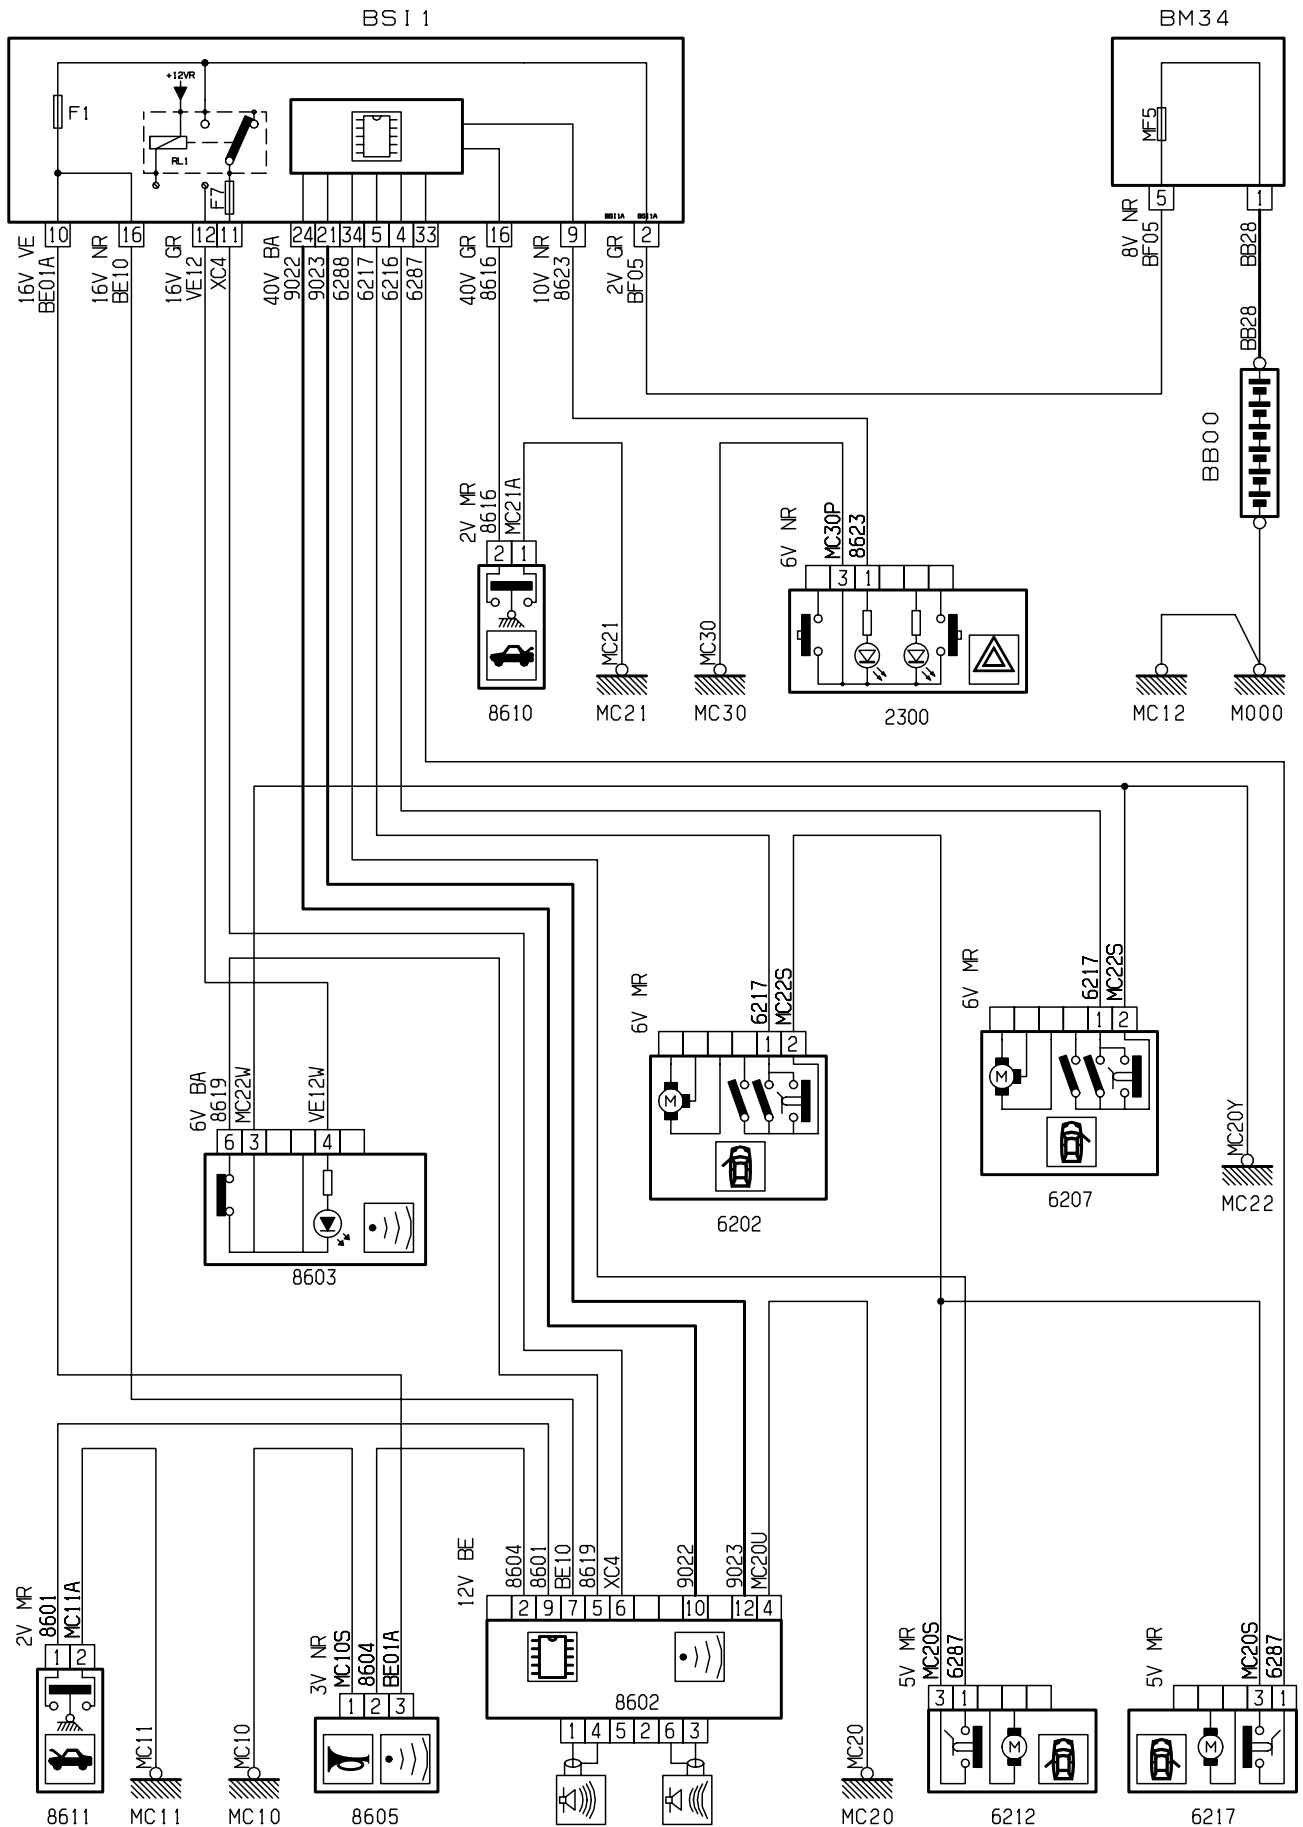 BSI1
BM34
+12VR
F1
RL1
F7
MF5
BSI1A
BSI1A
10
16
12
11
24
21
34
5
4
33
16
9
2
5
1
16V VE
BE01A
16V NR
BE10
16V GR
VE12
XC4
40V BA
9022
9023
6288
6217
6216
6287
40V GR
8616
10V NR
8623
2V GR
BF05
8V NR
BF05
BB28
BB28
BB00
2V MR
8616
MC21A
2
1
8610
MC21
MC21
MC30
MC30
6V NR
MC30P
8623
3
1
2300
MC12
M000
6V MR
6217
MC22S
1
2
M
6202
6V MR
6217
MC22S
1
2
M
6207
MC20Y
MC22
6V BA
8619
MC22W
VE12W
6
3
4
8603
2V MR
8601
MC11A
1
2
8611
MC11
MC11
MC10
MC10
3V NR
MC10S
8604
BE01A
1
2
3
8605
12V BE
8604
8601
BE10
8619
XC4
9022
9023
MC20U
2
9
7
5
6
10
12
4
8602
1
4
5
2
6
3
MC20
MC20
5V MR
MC20S
6287
3
1
M
6212
5V MR
MC20S
6287
3
1
M
6217